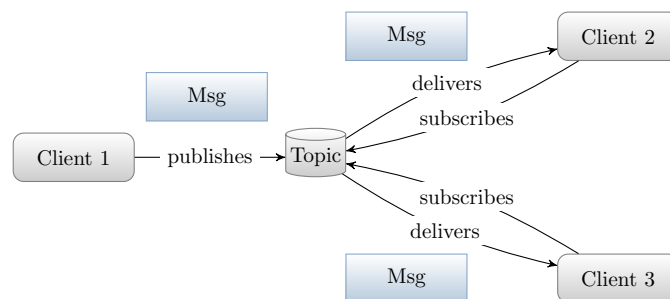 Msg
Client 2
Msg
delivers
subscribes
Client 1
publishes
Topic
subscribes
delivers
Msg
Client 3